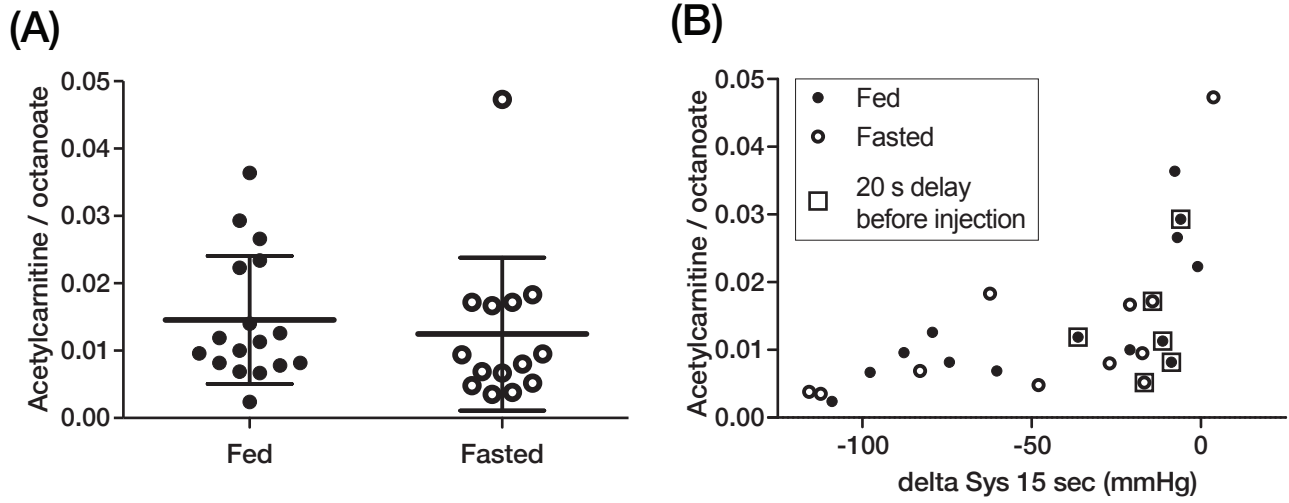 (A)
Acetylcarnitine / octanoate
0.05
0.04
0.03
0.02
0.01
0.00
Fed
Fasted
(B)
Acetylcarnitine / octanoate
0.05
0.04
0.03
0.02
0.01
0.00
Fed
Fasted
20 s delay
before injection
-100
-50
0
delta Sys 15 sec (mmHg)